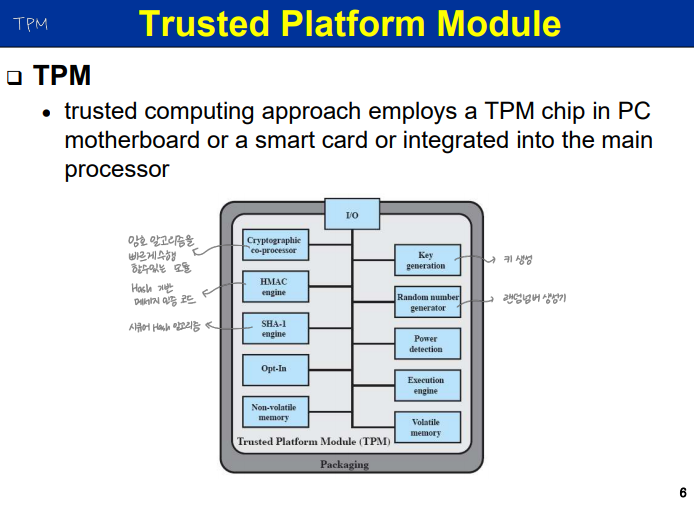 TPM
Trusted Platform Module
TPM
trusted computing approach employs a TPM chip in PC
motherboard or a smart card or integrated into the main
processor
I/O
Cryptographic
co-processor
암호 알고리즘을
빠르게 수행
할수있는 모듈
Key
generation
키 생성
HMAC
engine
Hash 기반
메세지 인증 코드
Random number
generator
랜덤넘버 생성기
SHA-1
engine
시큐어 Hash 알고리즘
Power
detection
Opt-In
Execution
engine
Non-volatile
memory
Volatile
memory
Trusted Platform Module (TPM)
Packaging
6